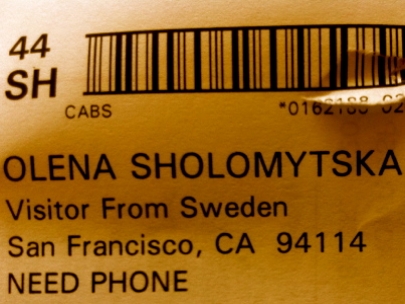 44
SH
CABS
OLENA SHOLOMYTSKA
Visitor From Sweden
San Francisco, CA 94114
NEED PHONE